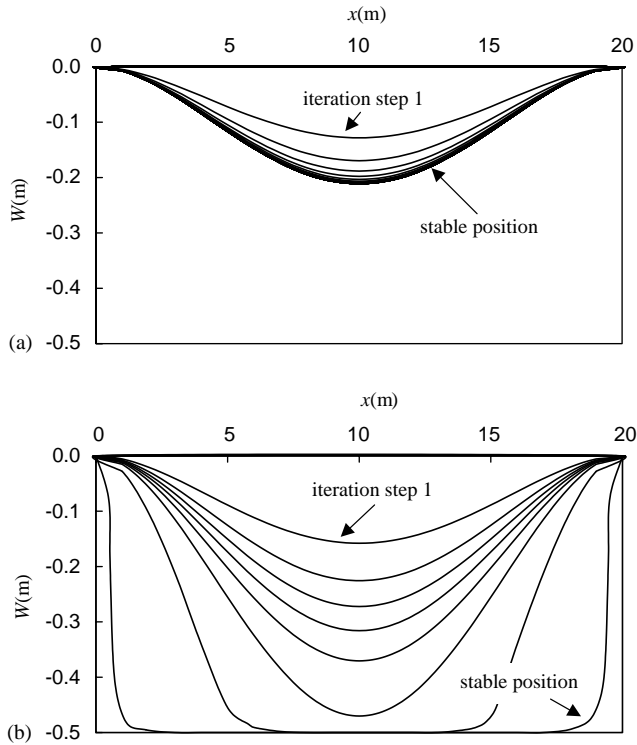 x(m)
0 5 10 15 20
0.0
iteration step 1
-0.1
-0.2
W(m)
stable position
-0.3
-0.4
(a)
-0.5
x(m)
0 5 10 15 20
0.0
iteration step 1
-0.1
-0.2
W(m)
-0.3
-0.4
stable position
(b)
-0.5